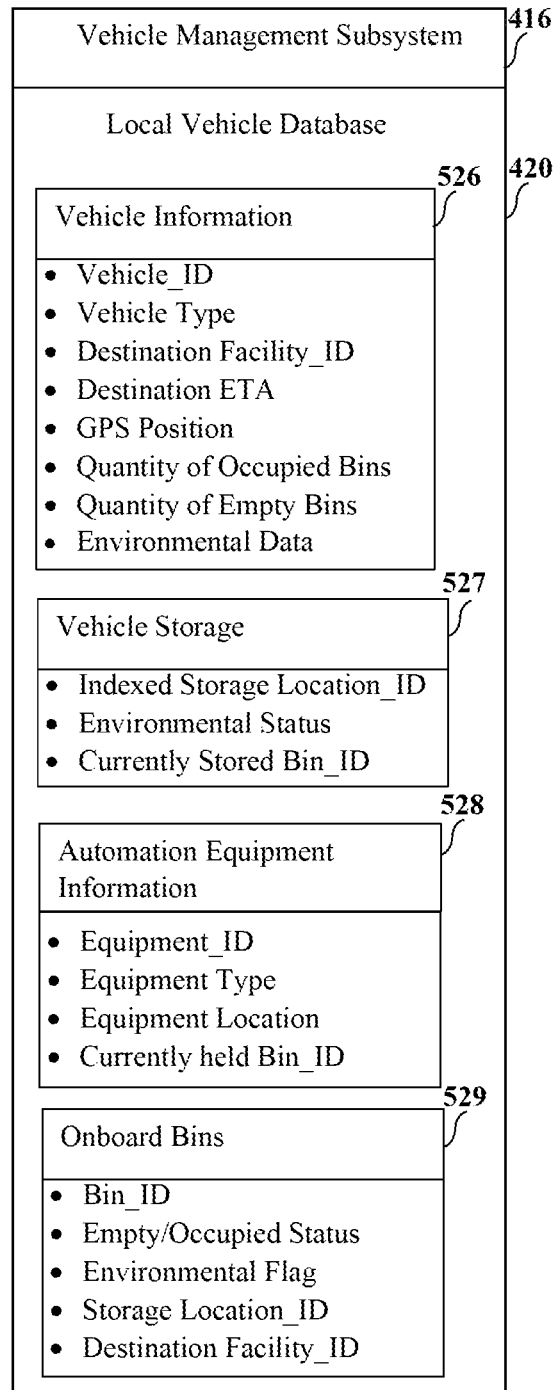 Vehicle Management Subsystem
416
Local Vehicle Database
420
526
Vehicle Information
• Vehicle_ID
• Vehicle Type
• Destination Facility_ID
• Destination ETA
• GPS Position
• Quantity of Occupied Bins
• Quantity of Empty Bins
• Environmental Data
527
Vehicle Storage
• Indexed Storage Location_ID
• Environmental Status
• Currently Stored Bin_ID
528
Automation Equipment
Information
• Equipment_ID
• Equipment Type
• Equipment Location
• Currently held Bin_ID
529
Onboard Bins
• Bin_ID
• Empty/Occupied Status
• Environmental Flag
• Storage Location_ID
• Destination Facility_ID